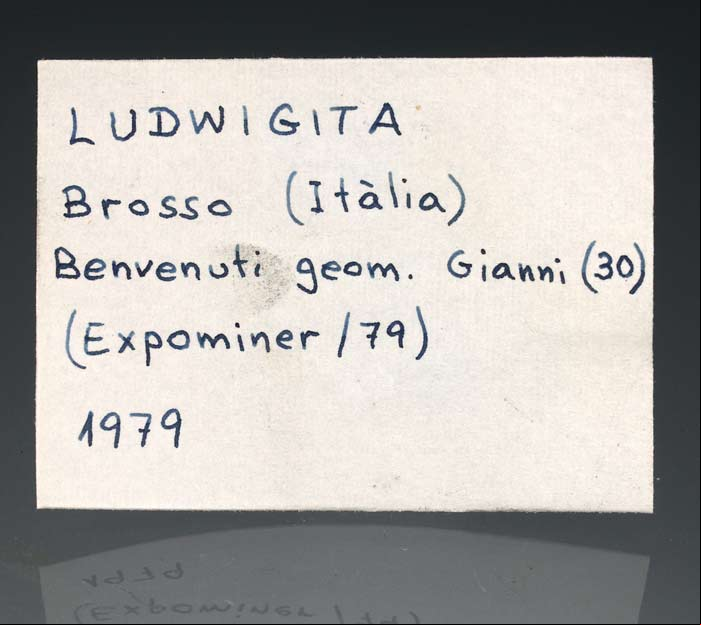 LUDWIGITA
Brosso (Itàlia)
Benvenuti geom. Gianni (30)
(Expominer /79)
1979